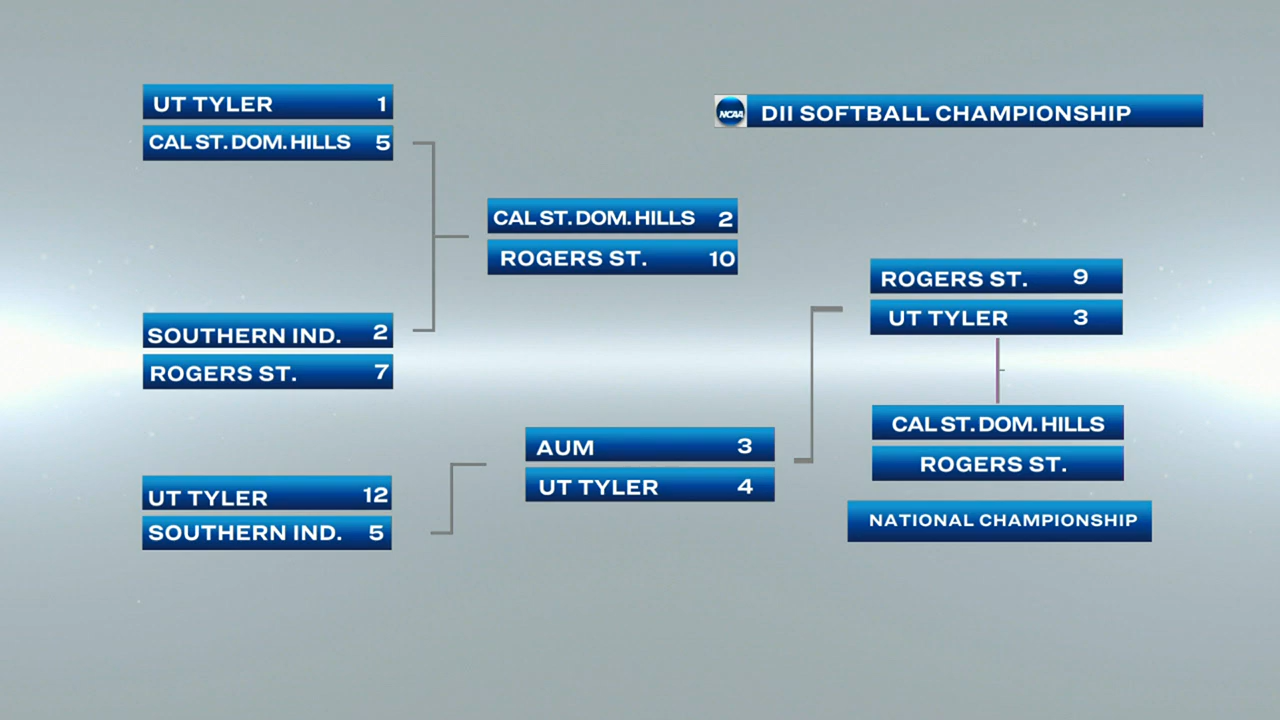 UT TYLER 1
CAL ST. DOM. HILLS 5
NCAA DII SOFTBALL CHAMPIONSHIP
CAL ST. DOM. HILLS 2
ROGERS ST. 10
ROGERS ST. 9
UT TYLER 3
SOUTHERN IND. 2
ROGERS ST. 7
CAL ST. DOM. HILLS
ROGERS ST.
AUM 3
UT TYLER 4
UT TYLER 12
SOUTHERN IND. 5
NATIONAL CHAMPIONSHIP